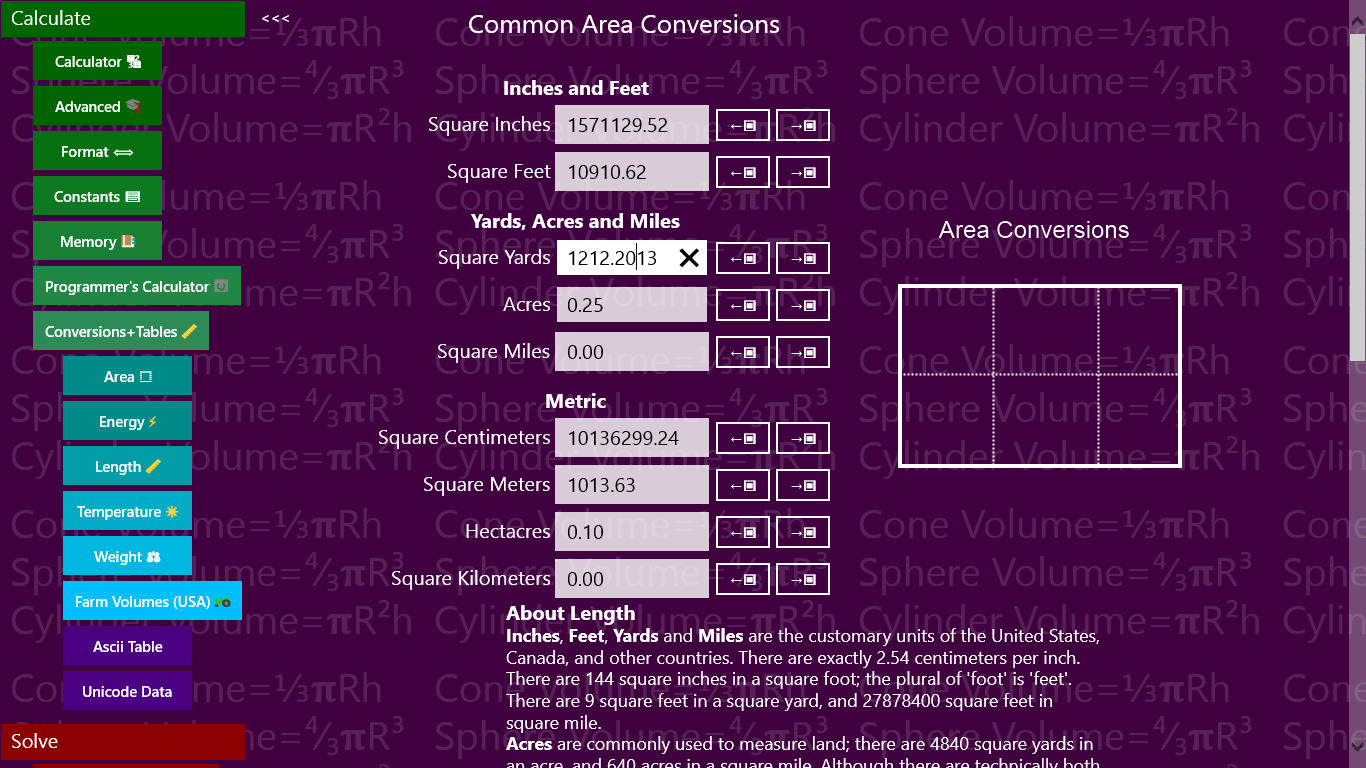 Calculate
<<<
Common Area Conversions
Calculator
Advanced
Format
Constants
Memory
Programmer's Calculator
Conversions+Tables
Area
Energy
Length
Temperature
Weight
Farm Volumes (USA)
Ascii Table
Unicode Data
Solve
Inches and Feet
Square Inches 1571129.52 ← →
Square Feet 10910.62 ← →
Yards, Acres and Miles
Square Yards 1212.2013 ← →
Acres 0.25 ← →
Square Miles 0.00 ← →
Metric
Square Centimeters 10136299.24 ← →
Square Meters 1013.63 ← →
Hectacres 0.10 ← →
Square Kilometers 0.00 ← →
About Length
Inches, Feet, Yards and Miles are the customary units of the United States,
Canada, and other countries. There are exactly 2.54 centimeters per inch.
There are 144 square inches in a square foot; the plural of 'foot' is 'feet'.
There are 9 square feet in a square yard, and 27878400 square feet in
square mile.
Acres are commonly used to measure land; there are 4840 square yards in
an acre, and 640 acres in a square mile. Although there are technically both
Area Conversions
Cone Volume=⅓πRh
Sphere Volume=⁴⁄₃πR³
Cylinder Volume=πR²h